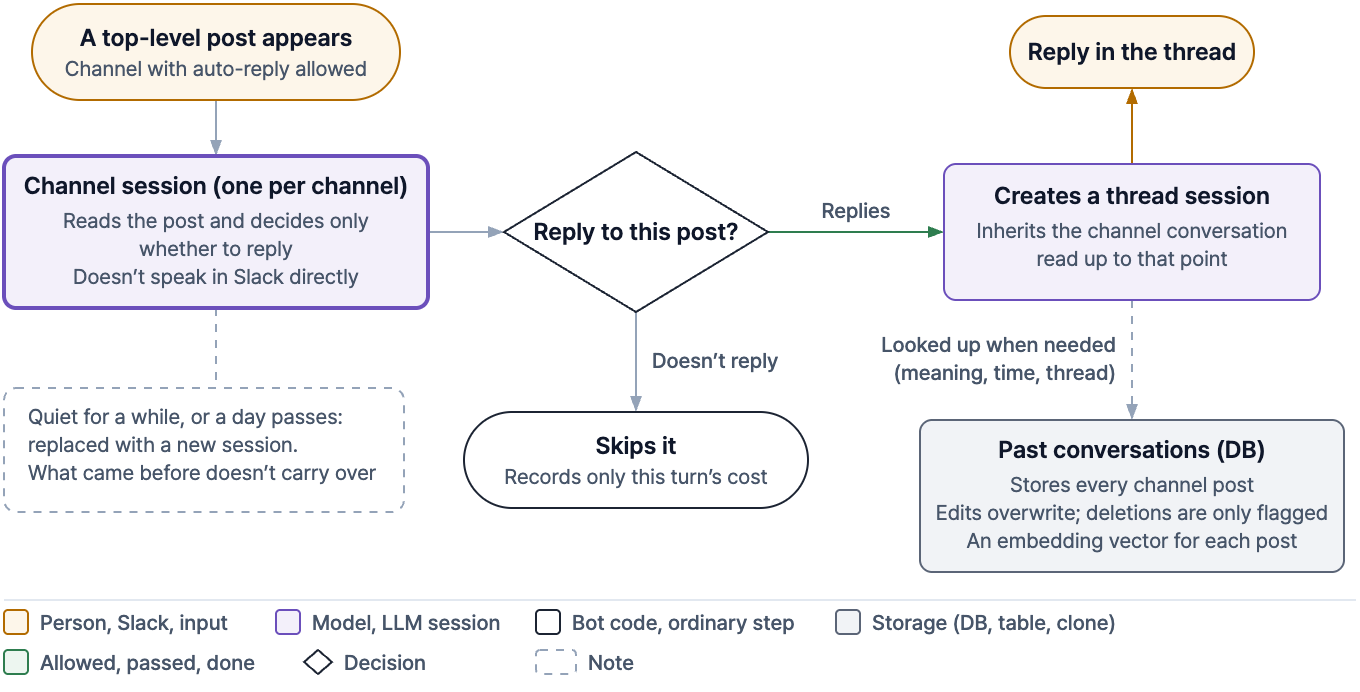 A top-level post appears
Channel with auto-reply allowed
Reply in the thread
Channel session (one per channel)
Reads the post and decides only
whether to reply
Doesn’t speak in Slack directly
Reply to this post?
Replies
Creates a thread session
Inherits the channel conversation
read up to that point
Doesn’t reply
Looked up when needed
(meaning, time, thread)
Quiet for a while, or a day passes:
replaced with a new session.
What came before doesn’t carry over
Skips it
Records only this turn’s cost
Past conversations (DB)
Stores every channel post
Edits overwrite; deletions are only flagged
An embedding vector for each post
Person, Slack, input
Model, LLM session
Bot code, ordinary step
Storage (DB, table, clone)
Allowed, passed, done
Decision
Note